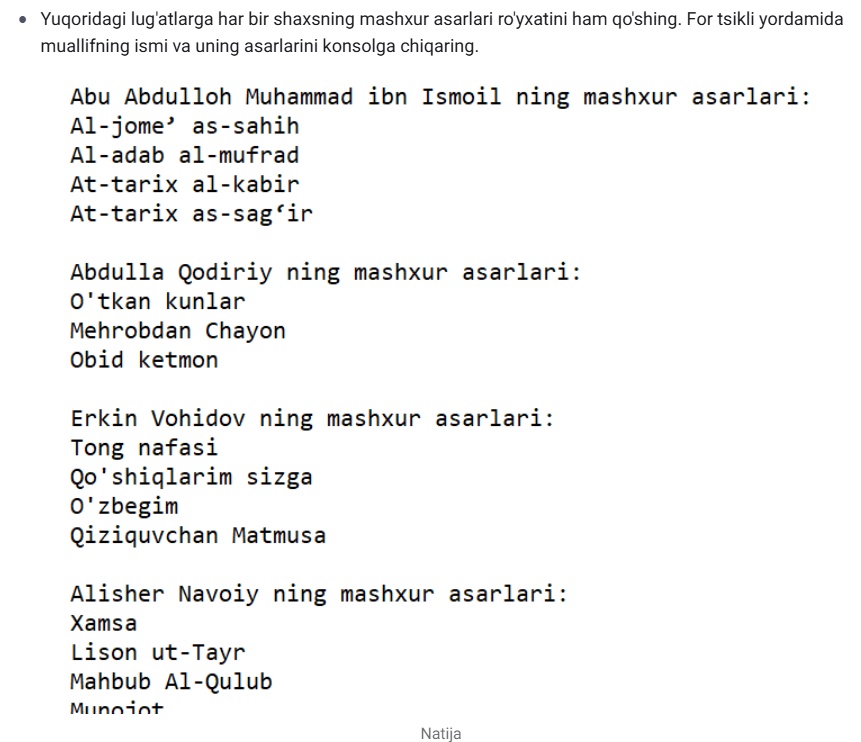 Yuqoridagi lug'atlarga har bir shaxsning mashxur asarlari ro'yxatini ham qo'shing. For tsikli yordamida
muallifning ismi va uning asarlarini konsolga chiqaring.
Abu Abdulloh Muhammad ibn Ismoil ning mashxur asarlari:
Al-jome’ as-sahih
Al-adab al-mufrad
At-tarix al-kabir
At-tarix as-sag‘ir
Abdulla Qodiriy ning mashxur asarlari:
O'tkan kunlar
Mehrobdan Chayon
Obid ketmon
Erkin Vohidov ning mashxur asarlari:
Tong nafasi
Qo'shiqlarim sizga
O'zbegim
Qiziquvchan Matmusa
Alisher Navoiy ning mashxur asarlari:
Xamsa
Lison ut-Tayr
Mahbub Al-Qulub
Munojot
Natija